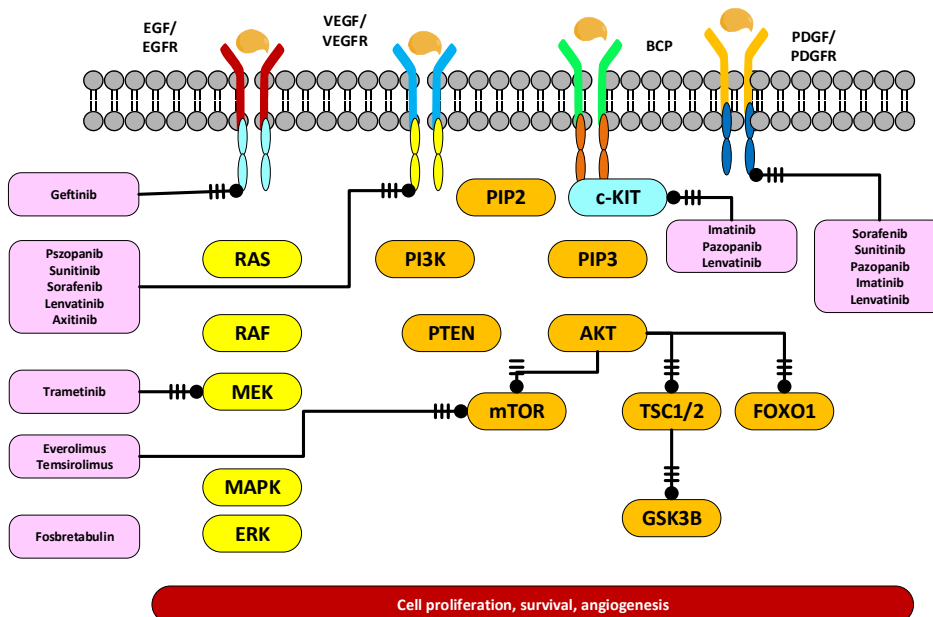 EGF/
EGFR
VEGF/
VEGFR
BCP
PDGF/
PDGFR
Geftinib
PIP2
c-KIT
Imatinib
Pazopanib
Lenvatinib
Sorafenib
Sunitinib
Pazopanib
Imatinib
Lenvatinib
Pszopanib
Sunitinib
Sorafenib
Lenvatinib
Axitinib
RAS
PI3K
PIP3
RAF
PTEN
AKT
Trametinib
MEK
mTOR
TSC1/2
FOXO1
Everolimus
Temsirolimus
MAPK
GSK3B
Fosbretabulin
ERK
Cell proliferation, survival, angiogenesis